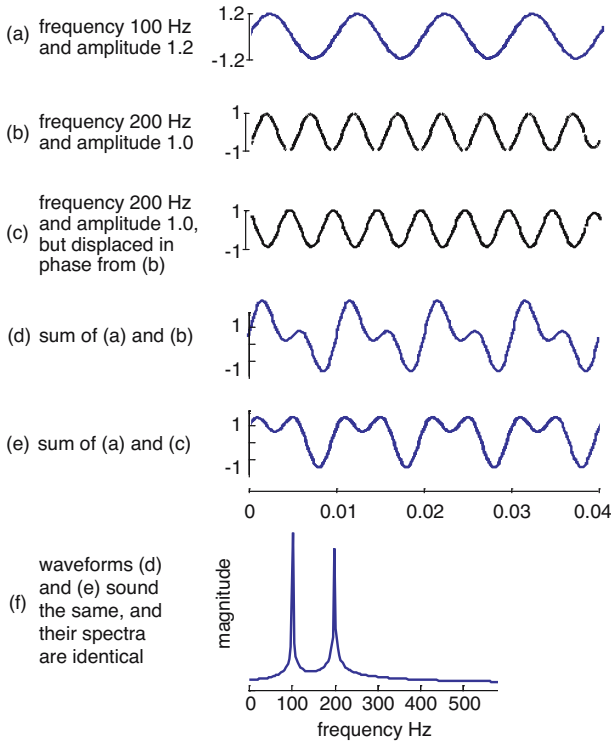 (a) frequency 100 Hz
and amplitude 1.2
1.2
-1.2
(b) frequency 200 Hz
and amplitude 1.0
1
-1
(c) frequency 200 Hz
and amplitude 1.0,
but displaced in
phase from (b)
1
-1
(d) sum of (a) and (b)
1
-1
(e) sum of (a) and (c)
1
-1
0 0.01 0.02 0.03 0.04
(f) waveforms (d)
and (e) sound
the same, and
their spectra
are identical
magnitude
0 100 200 300 400 500
frequency Hz